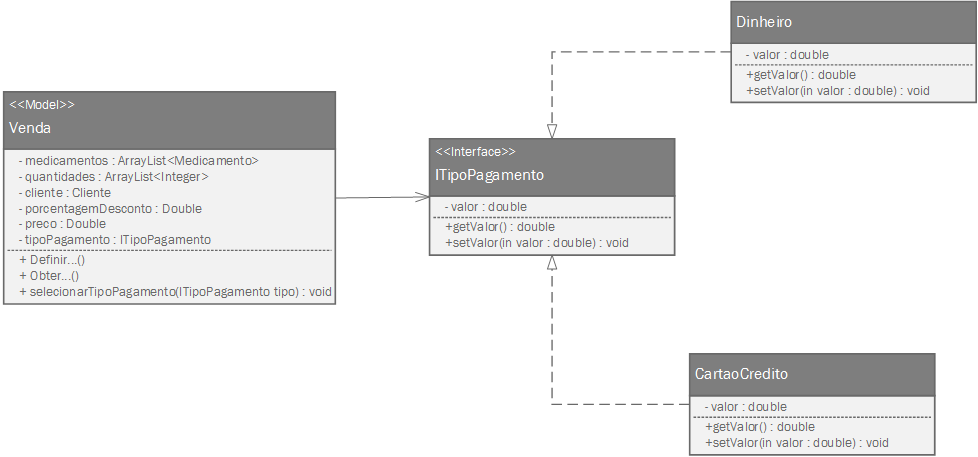 <<Model>>
Venda
- medicamentos : ArrayList<Medicamento>
- quantidades : ArrayList<Integer>
- cliente : Cliente
- porcentagemDesconto : Double
- preco : Double
- tipoPagamento : ITipoPagamento
+ Definir...()
+ Obter...()
+ selecionarTipoPagamento(ITipoPagamento tipo) : void
<<Interface>>
ITipoPagamento
- valor : double
+getValor() : double
+setValor(in valor : double) : void
Dinheiro
- valor : double
+getValor() : double
+setValor(in valor : double) : void
CartaoCredito
- valor : double
+getValor() : double
+setValor(in valor : double) : void